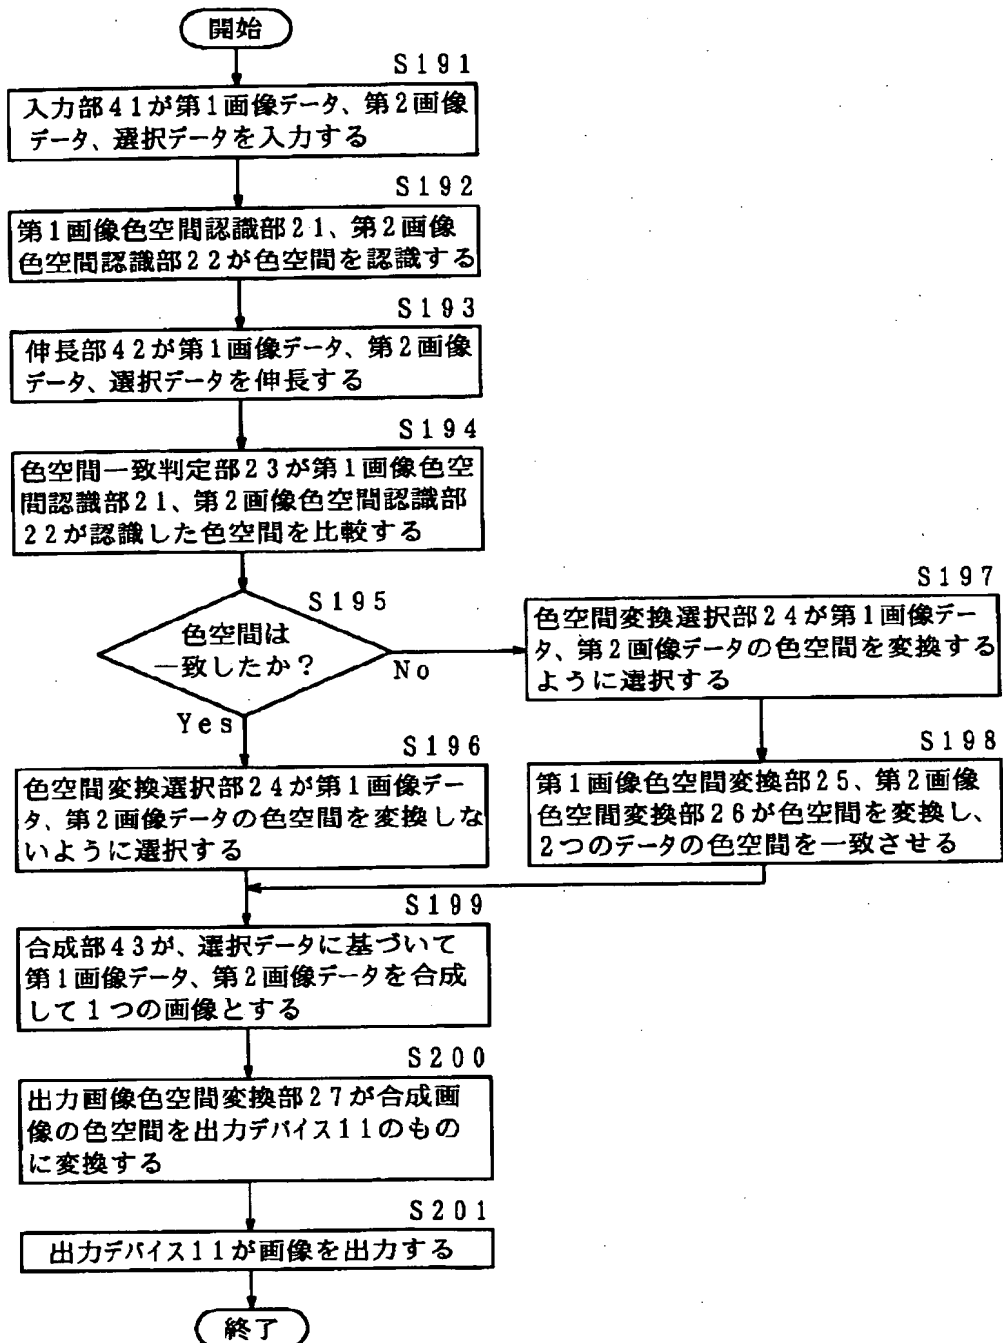 開始
S191
入力部41が第1画像データ、第2画像
データ、選択データを入力する
S192
第1画像色空間認識部21、第2画像
色空間認識部22が色空間を認識する
S193
伸長部42が第1画像データ、第2画像
データ、選択データを伸長する
S194
色空間一致判定部23が第1画像色空
間認識部21、第2画像色空間認識部
22が認識した色空間を比較する
S195
色空間は
一致したか?
No
Yes
S197
色空間変換選択部24が第1画像デー
タ、第2画像データの色空間を変換する
ように選択する
S196
色空間変換選択部24が第1画像デー
タ、第2画像データの色空間を変換しな
いように選択する
S198
第1画像色空間変換部25、第2画像
色空間変換部26が色空間を変換し、
2つのデータの色空間を一致させる
S199
合成部43が、選択データに基づいて
第1画像データ、第2画像データを合成
して1つの画像とする
S200
出力画像色空間変換部27が合成画
像の色空間を出力デバイス11のもの
に変換する
S201
出力デバイス11が画像を出力する
終了